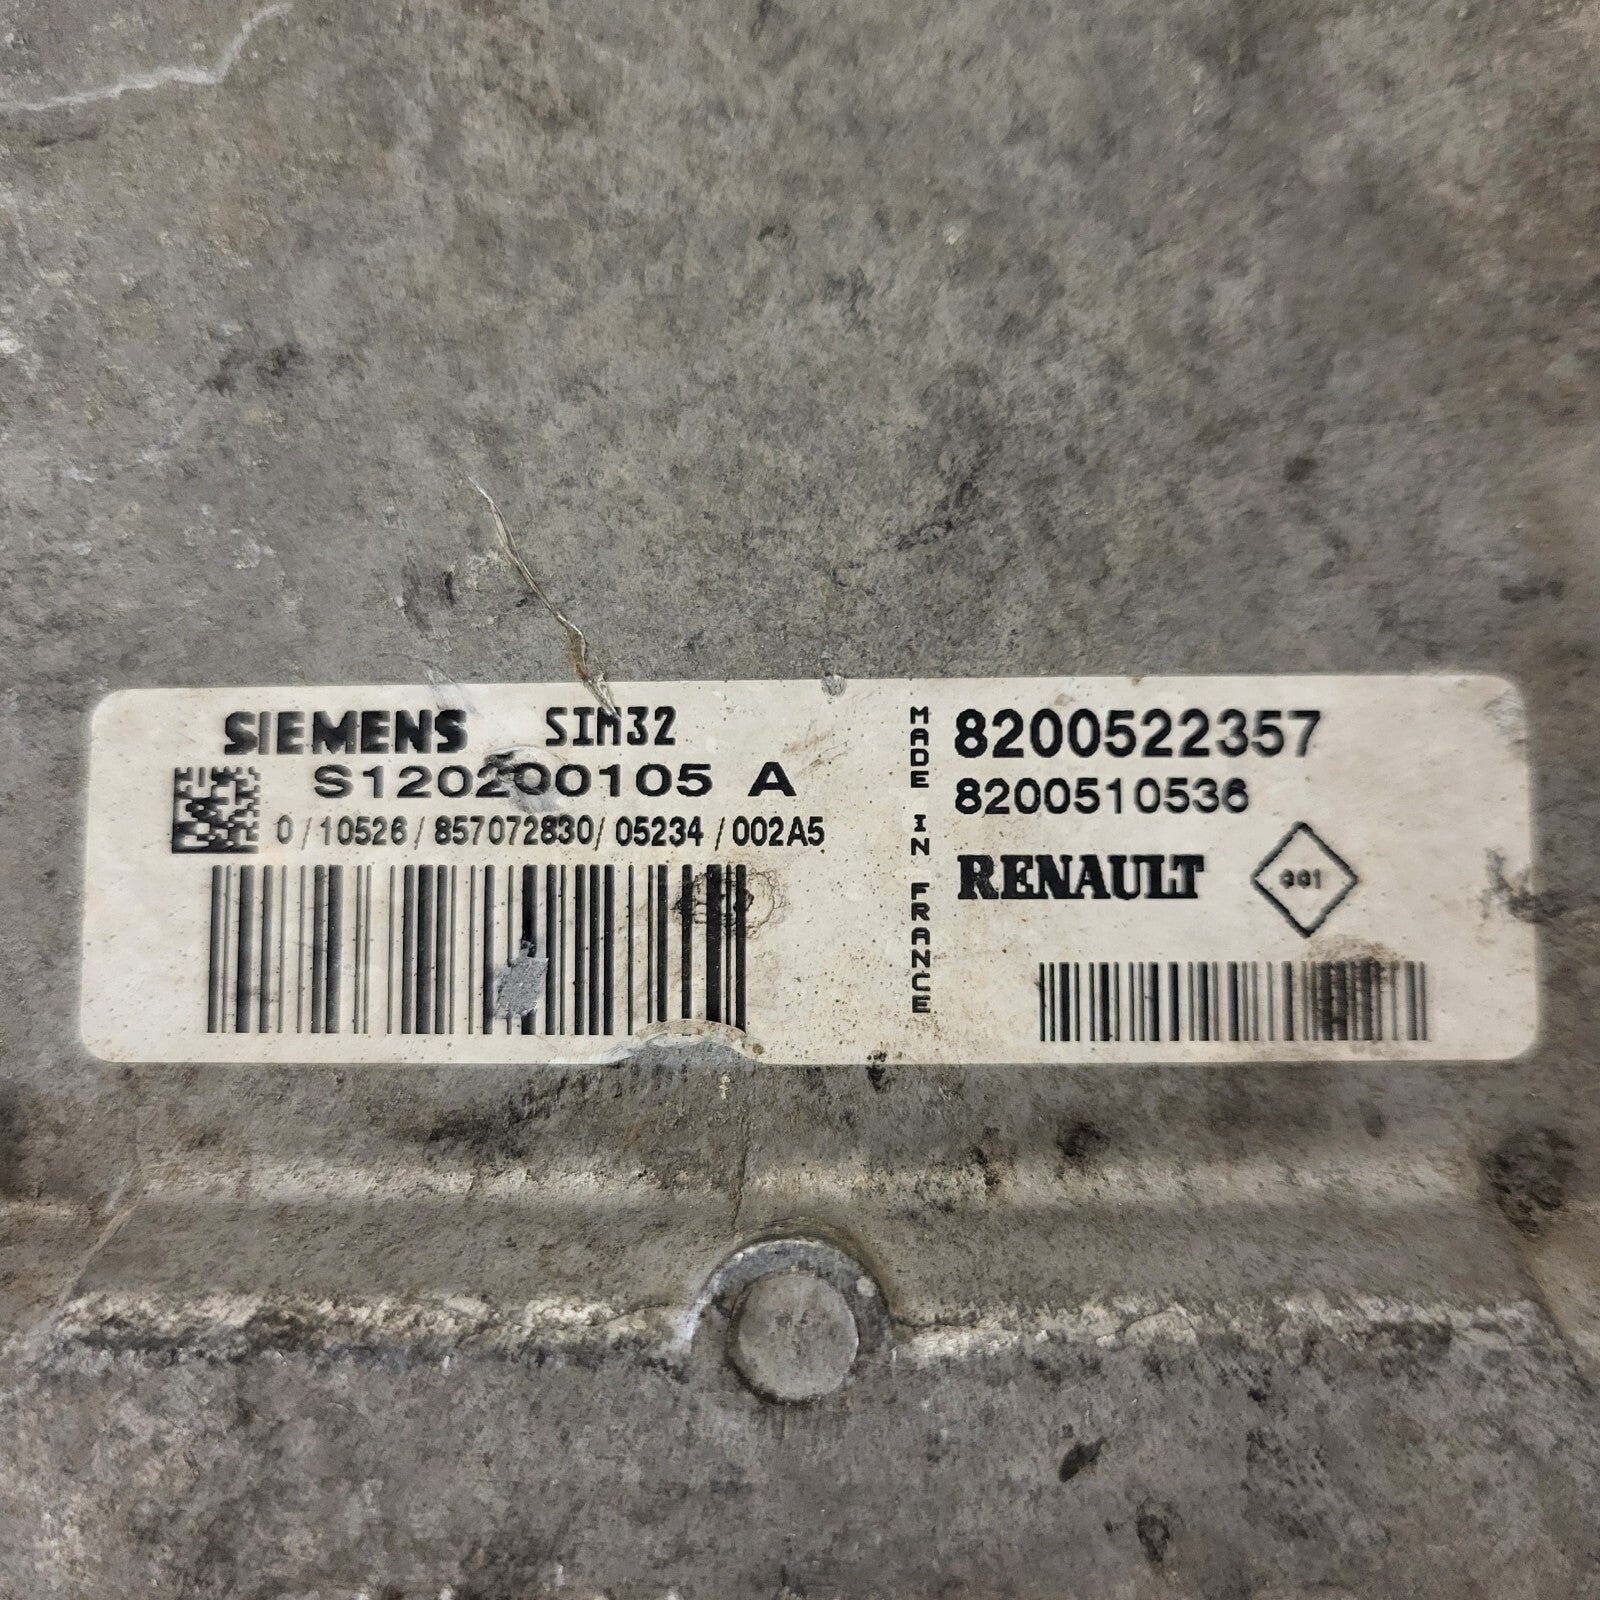 SIEMENS SIM32
S120200105 A
0/10526/857072830/05234/002A5
MADE IN FRANCE
8200522357
8200510536
RENAULT